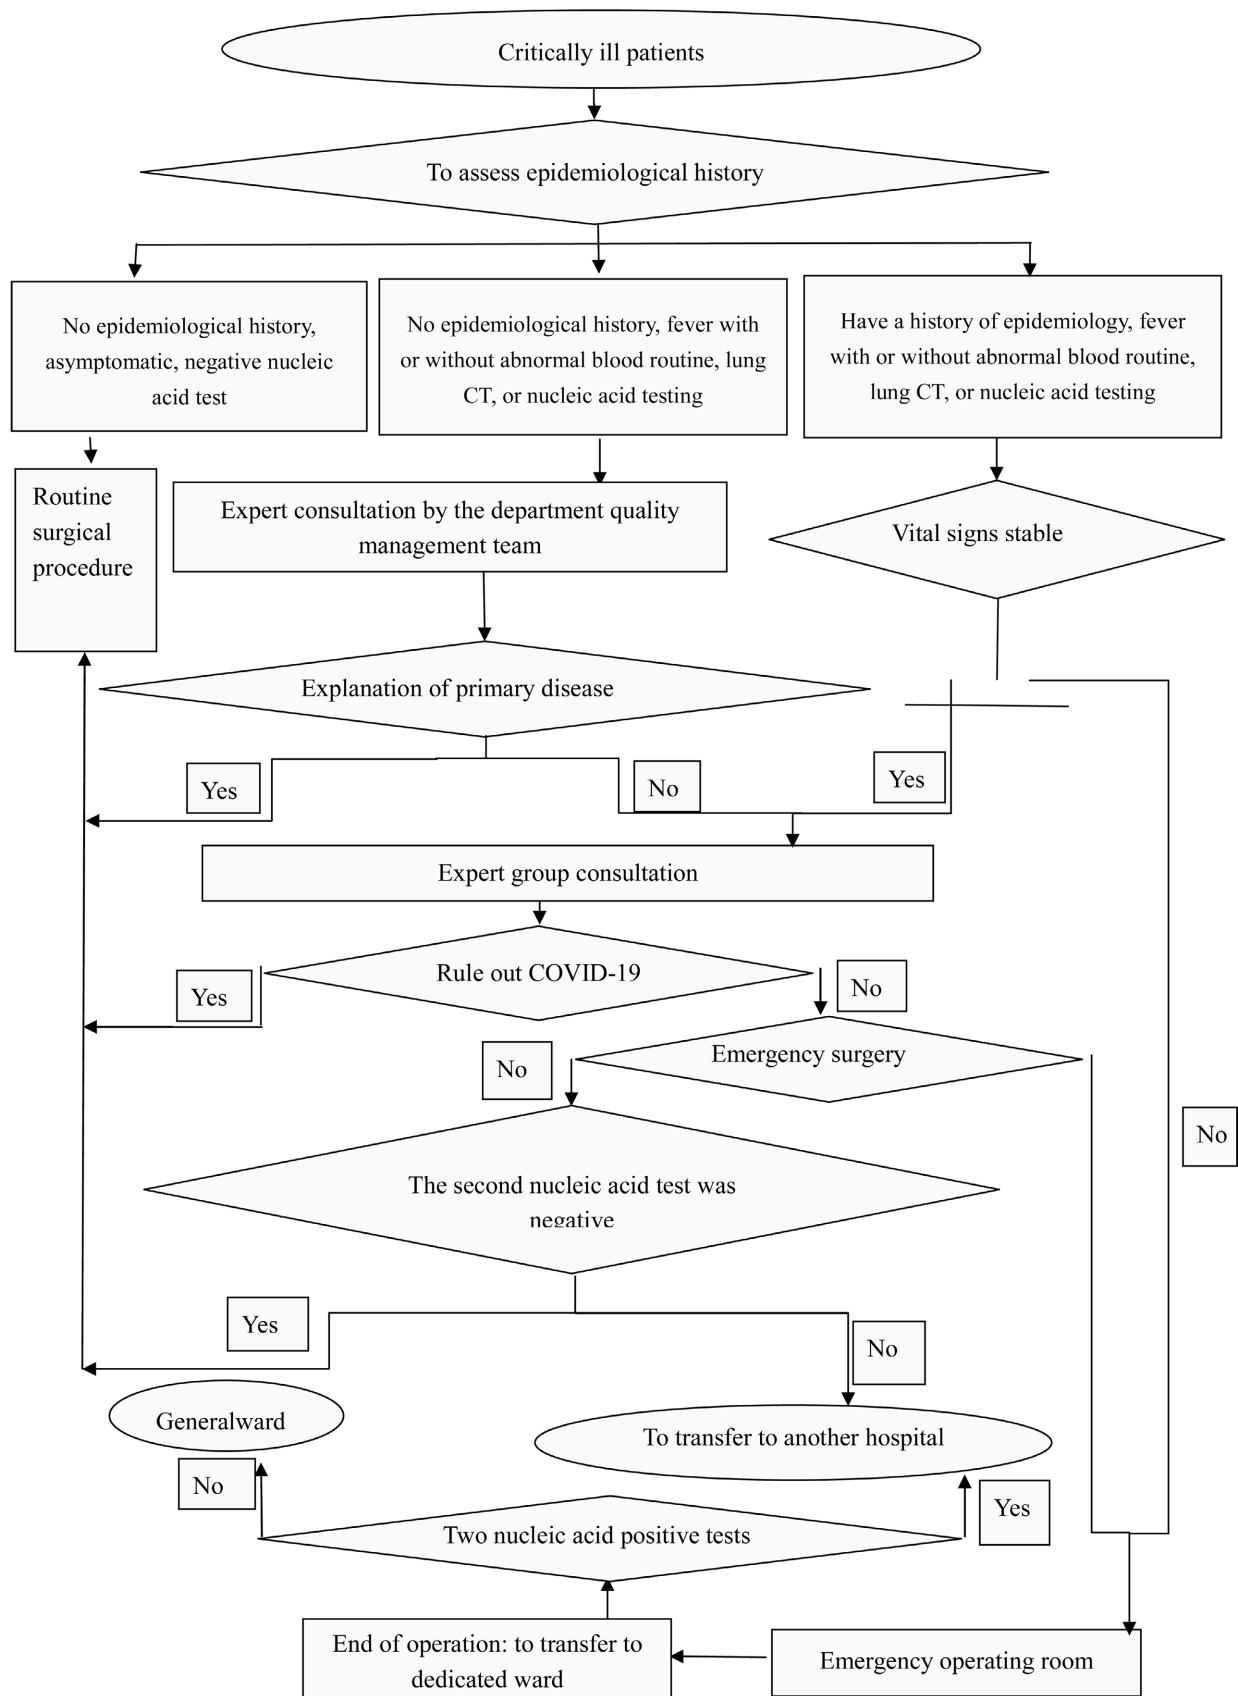 Critically ill patients
To assess epidemiological history
No epidemiological history,
asymptomatic, negative nucleic
acid test
No epidemiological history, fever with
or without abnormal blood routine, lung
CT, or nucleic acid testing
Have a history of epidemiology, fever
with or without abnormal blood routine,
lung CT, or nucleic acid testing
Routine
surgical
procedure
Expert consultation by the department quality
management team
Vital signs stable
Explanation of primary disease
Yes
No
Yes
Expert group consultation
Rule out COVID-19
Yes
No
Emergency surgery
No
No
The second nucleic acid test was
negative
Yes
No
Generalward
To transfer to another hospital
No
Yes
Two nucleic acid positive tests
End of operation: to transfer to
dedicated ward
Emergency operating room